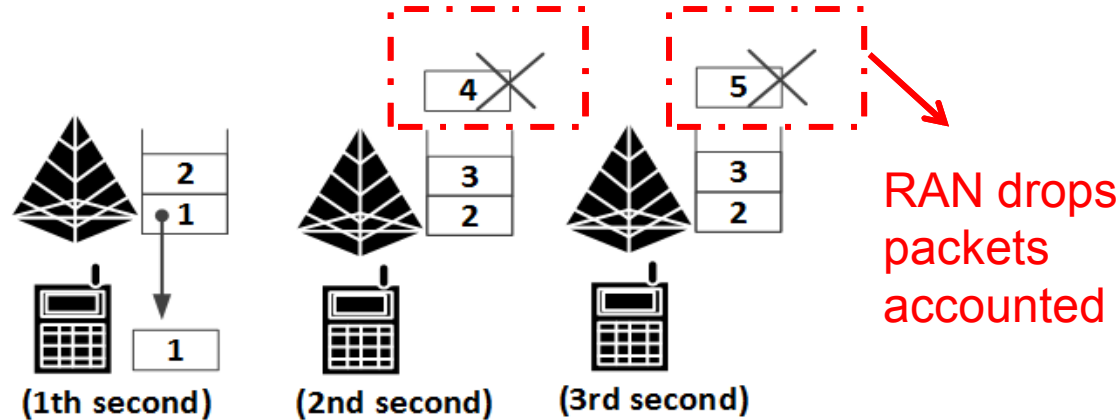 4
5
2
1
3
2
3
2
RAN drops
packets
accounted
1
(1th second)
(2nd second)
(3rd second)